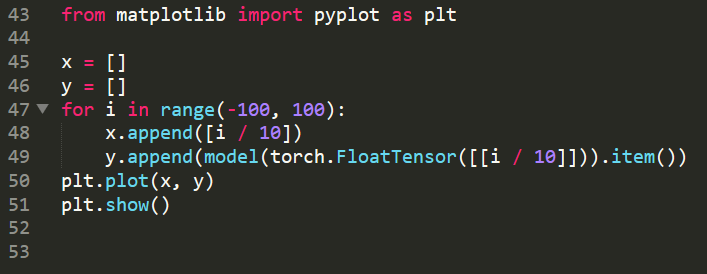 43 from matplotlib import pyplot as plt
44
45 x = []
46 y = []
47 for i in range(-100, 100):
48     x.append([i / 10])
49     y.append(model(torch.FloatTensor([[i / 10]])).item())
50 plt.plot(x, y)
51 plt.show()
52
53